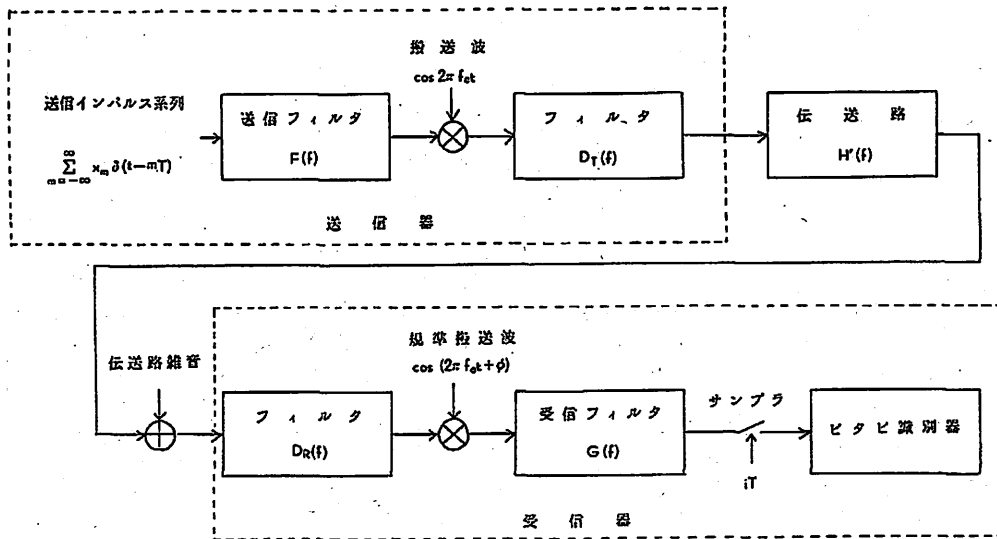 搬送波
cos 2π fct
送信インパルス系列
∞
Σ xm δ(t−mT)
m=−∞
送信フィルタ
F(f)
フィルタ
DT(f)
伝送路
H'(f)
送信器
伝送路雑音
規準搬送波
cos (2π fct+φ)
フィルタ
DR(f)
受信フィルタ
G(f)
サンプラ
iT
ビタビ識別器
受信器